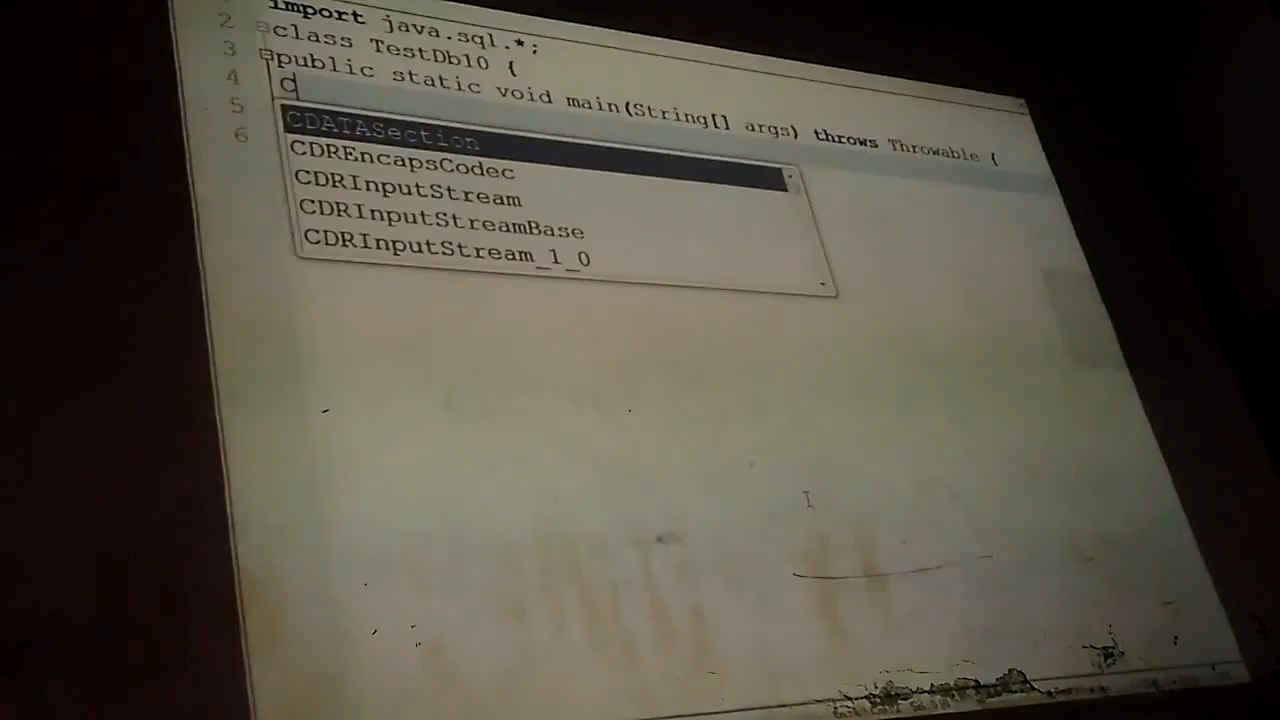 import java.sql.*;
2 class TestDb10 {
3 public static void main(String[] args) throws Throwable {
4 C
5
6
CDATASection
CDREncapsCodec
CDRInputStream
CDRInputStreamBase
CDRInputStream_1_0